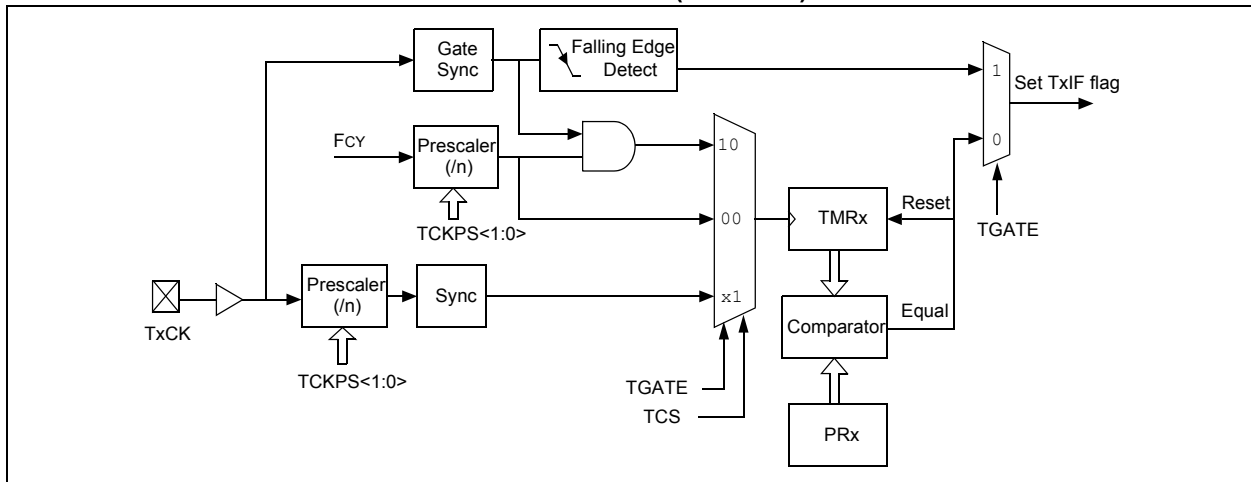 Gate
Sync
Falling Edge
Detect
1
Set TxIF flag
0
FCY
Prescaler
(/n)
10
TCKPS<1:0>
00
TMRx
Reset
TGATE
Prescaler
(/n)
Sync
x1
TxCK
Comparator
Equal
TCKPS<1:0>
TGATE
TCS
PRx